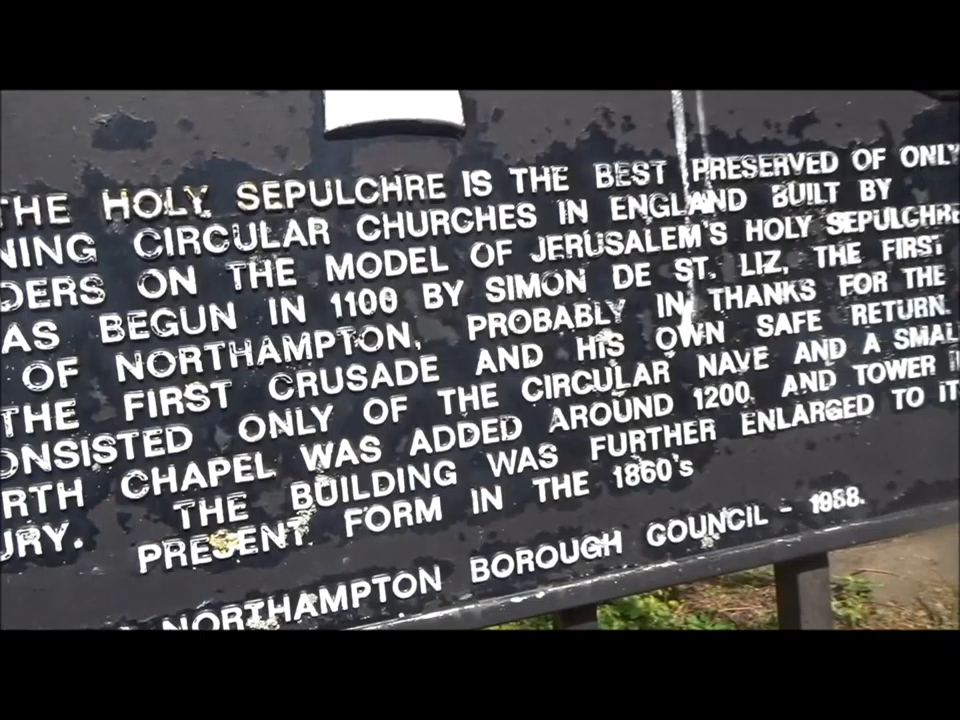 THE HOLY SEPULCHRE IS THE BEST PRESERVED OF ONLY
NING CIRCULAR CHURCHES IN ENGLAND BUILT BY
DERS ON THE MODEL OF JERUSALEM'S HOLY SEPULCHRE
AS BEGUN IN 1100 BY SIMON DE ST. LIZ, THE FIRST
OF NORTHAMPTON, PROBABLY IN THANKS FOR THE
THE FIRST CRUSADE AND HIS OWN SAFE RETURN.
ONSISTED ONLY OF THE CIRCULAR NAVE AND A SMAL
RTH CHAPEL WAS ADDED AROUND 1200, AND TOWER I
URY. THE BUILDING WAS FURTHER ENLARGED TO IT
PRESENT FORM IN THE 1860's
NORTHAMPTON BOROUGH COUNCIL - 1988.